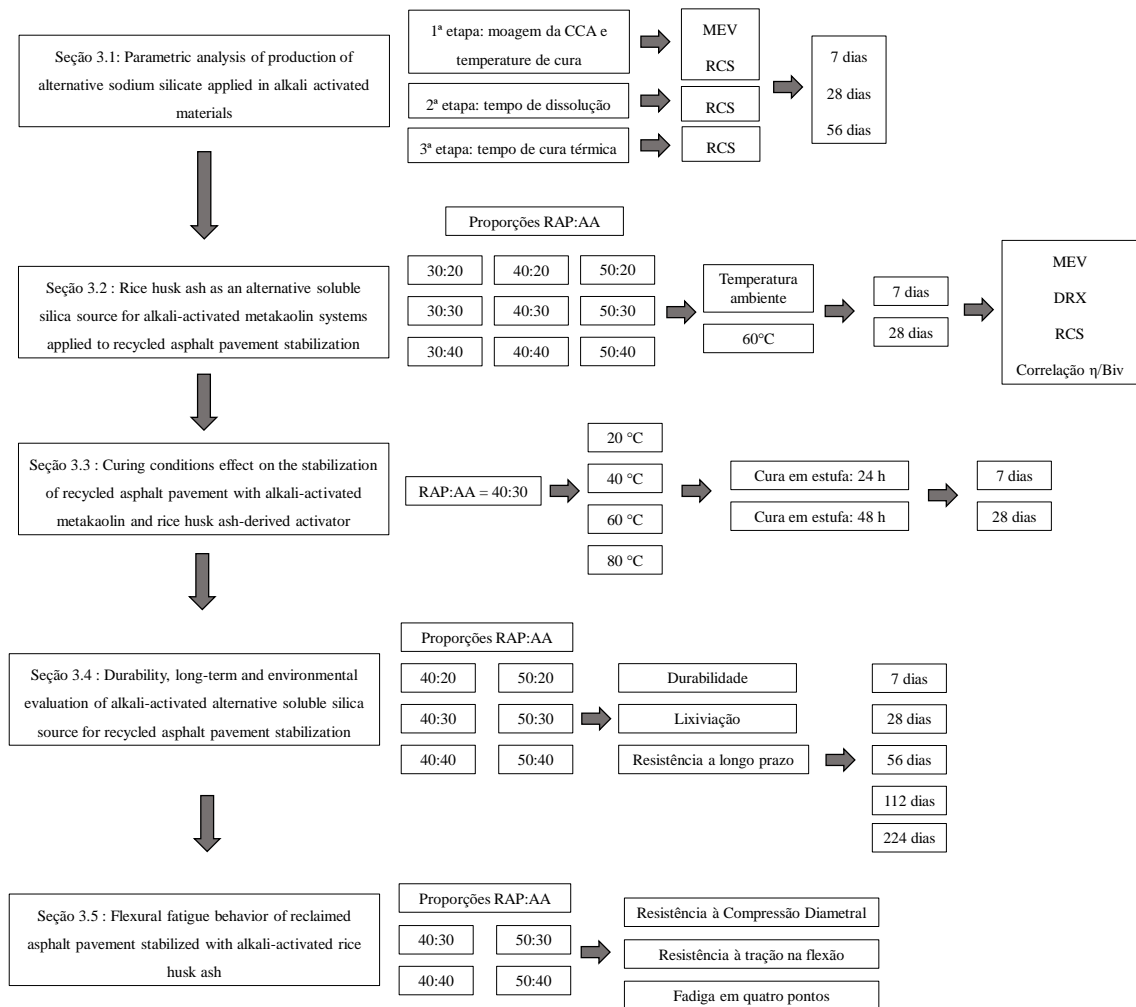 Seção 3.1: Parametric analysis of production of
alternative sodium silicate applied in alkali activated
materials
1ª etapa: moagem da CCA e
temperature de cura
MEV
RCS
2ª etapa: tempo de dissolução
RCS
3ª etapa: tempo de cura térmica
RCS
7 dias
28 dias
56 dias
Seção 3.2 : Rice husk ash as an alternative soluble
silica source for alkali-activated metakaolin systems
applied to recycled asphalt pavement stabilization
Proporções RAP:AA
30:20 40:20 50:20
30:30 40:30 50:30
30:40 40:40 50:40
Temperatura
ambiente
60°C
7 dias
28 dias
MEV
DRX
RCS
Correlação η/Biv
Seção 3.3 : Curing conditions effect on the stabilization
of recycled asphalt pavement with alkali-activated
metakaolin and rice husk ash-derived activator
RAP:AA = 40:30
20 °C
40 °C
60 °C
80 °C
Cura em estufa: 24 h
Cura em estufa: 48 h
7 dias
28 dias
Seção 3.4 : Durability, long-term and environmental
evaluation of alkali-activated alternative soluble silica
source for recycled asphalt pavement stabilization
Proporções RAP:AA
40:20 50:20
40:30 50:30
40:40 50:40
Durabilidade
Lixiviação
Resistência a longo prazo
7 dias
28 dias
56 dias
112 dias
224 dias
Seção 3.5 : Flexural fatigue behavior of reclaimed
asphalt pavement stabilized with alkali-activated rice
husk ash
Proporções RAP:AA
40:30 50:30
40:40 50:40
Resistência à Compressão Diametral
Resistência à tração na flexão
Fadiga em quatro pontos